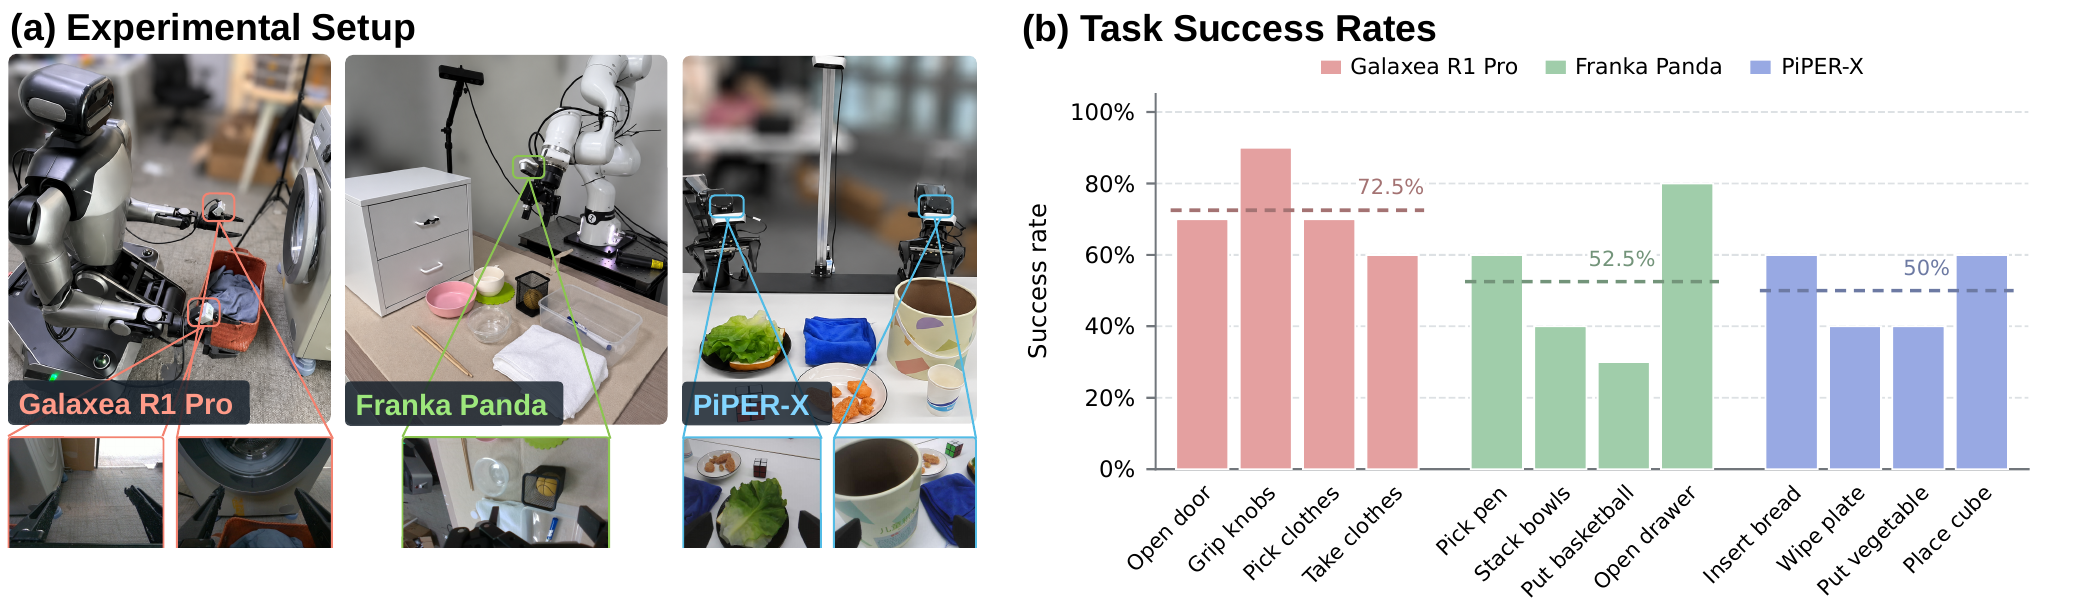 (a) Experimental Setup
Galaxea R1 Pro
Franka Panda
PiPER-X
(b) Task Success Rates
Galaxea R1 Pro
Franka Panda
PiPER-X
Success rate
100%
80%
60%
40%
20%
0%
72.5%
52.5%
50%
Open door
Grip knobs
Pick clothes
Take clothes
Pick pen
Stack bowls
Put basketball
Open drawer
Insert bread
Wipe plate
Put vegetable
Place cube